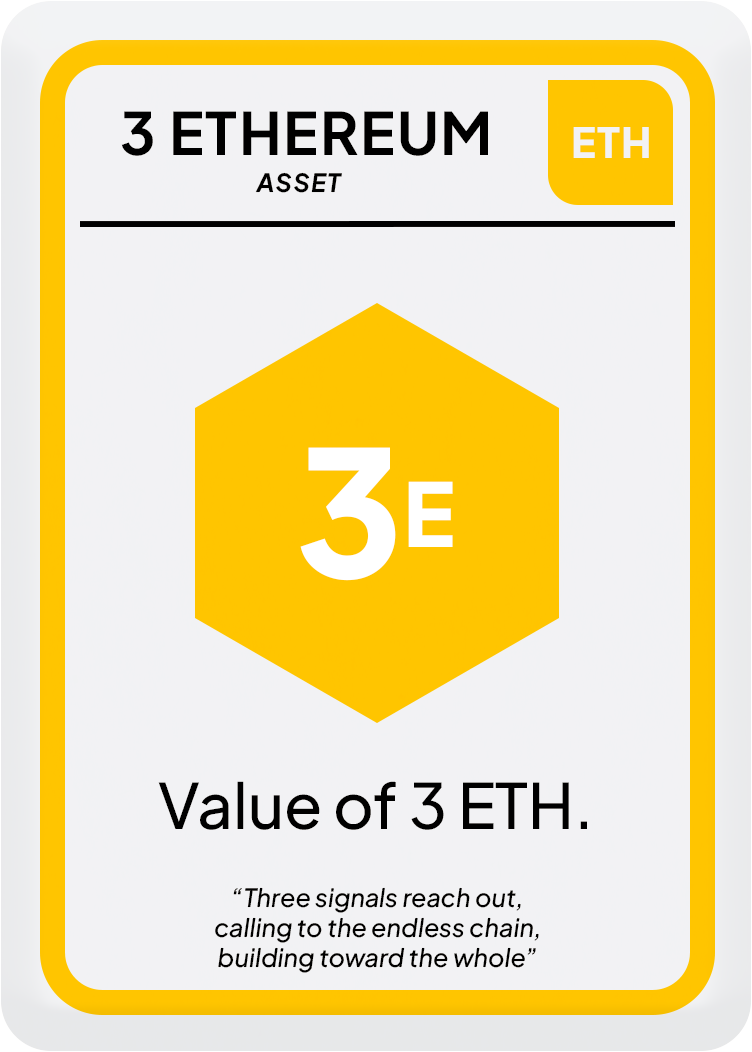 3 ETHEREUM
ASSET
ETH
3E
Value of 3 ETH.
“Three signals reach out,
calling to the endless chain,
building toward the whole”